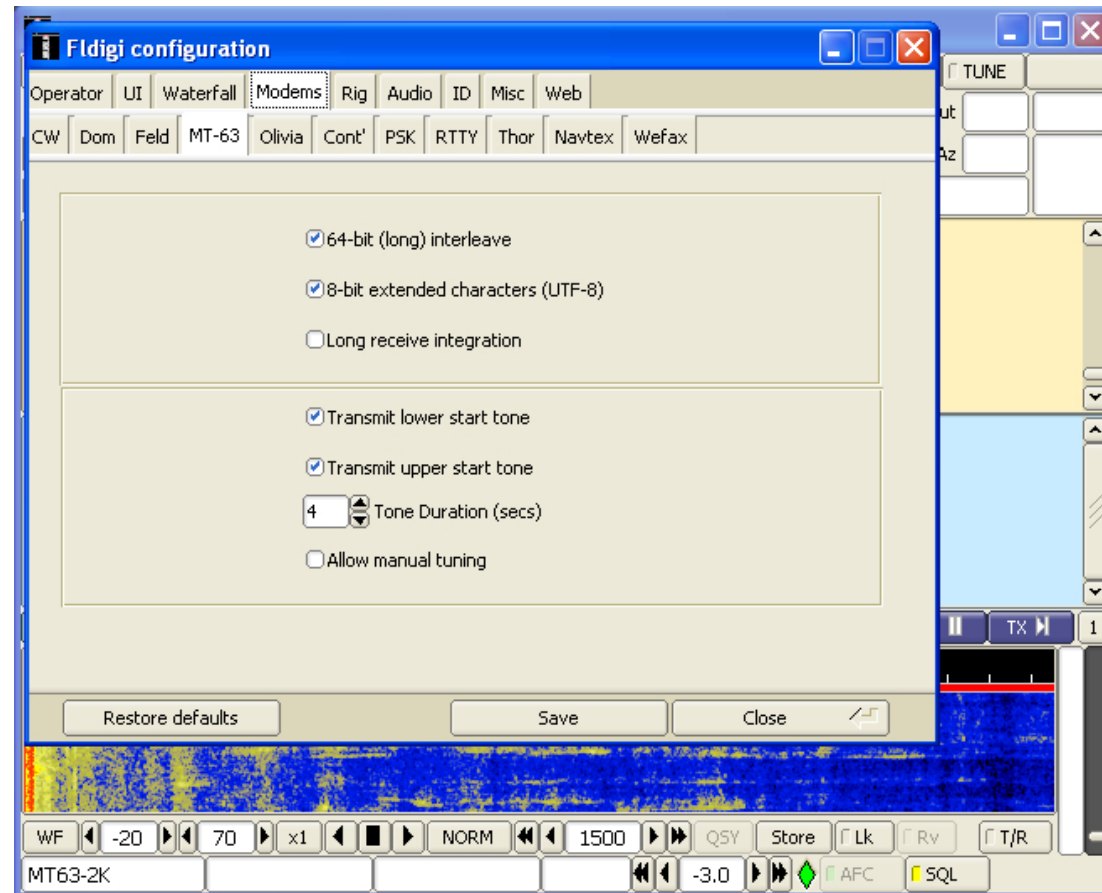 Fldigi configuration
TUNE
Operator UI Waterfall Modems Rig Audio ID Misc Web
ut
CW Dom Feld MT-63 Olivia Cont' PSK RTTY Thor Navtex Wefax
Az
64-bit (long) interleave
8-bit extended characters (UTF-8)
Long receive integration
Transmit lower start tone
Transmit upper start tone
4 Tone Duration (secs)
Allow manual tuning
TX 1
Restore defaults Save Close
WF -20 70 x1 NORM 1500 QSY Store Lk Rv T/R
MT63-2K -3.0 AFC SQL